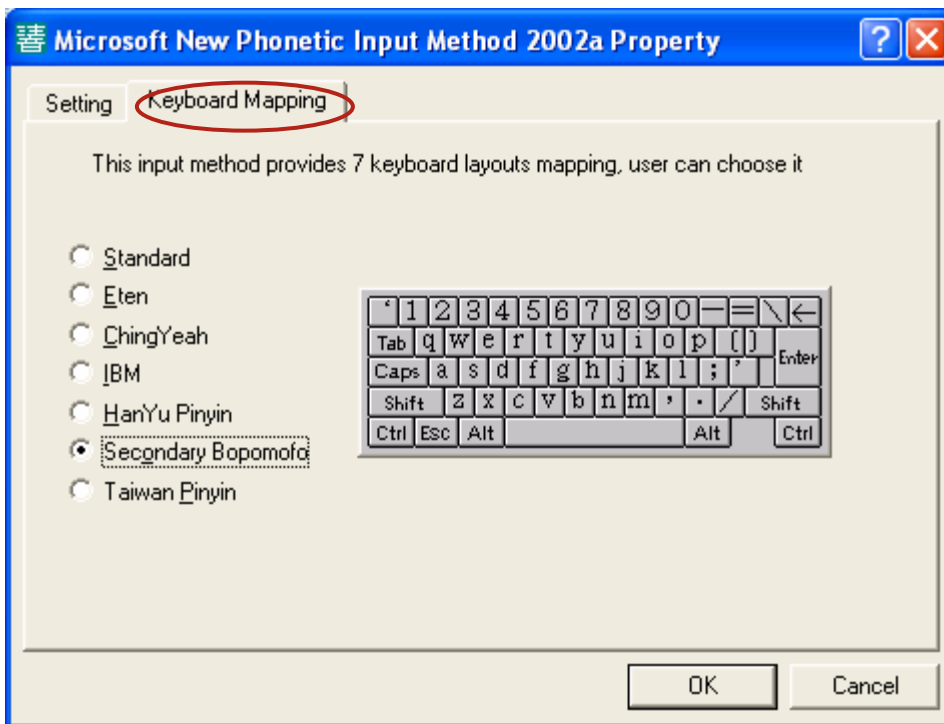 Microsoft New Phonetic Input Method 2002a Property
Setting
Keyboard Mapping
This input method provides 7 keyboard layouts mapping, user can choose it
Standard
Eten
ChingYeah
IBM
HanYu Pinyin
Secondary Bopomofo
Taiwan Pinyin
‘ 1 2 3 4 5 6 7 8 9 0 — = \ ←
Tab q w e r t y u i o p [ ]
Caps a s d f g h j k l ; ' Enter
Shift z x c v b n m , . / Shift
Ctrl Esc Alt Alt Ctrl
OK Cancel